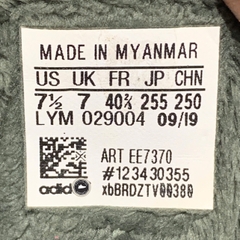 MADE IN MYANMAR
US UK FR JP CHN
7½ 7 40⅔ 255 250
LYM 029004 09/19
ART EE7370
#123430355
adic xbBRDZTV00380